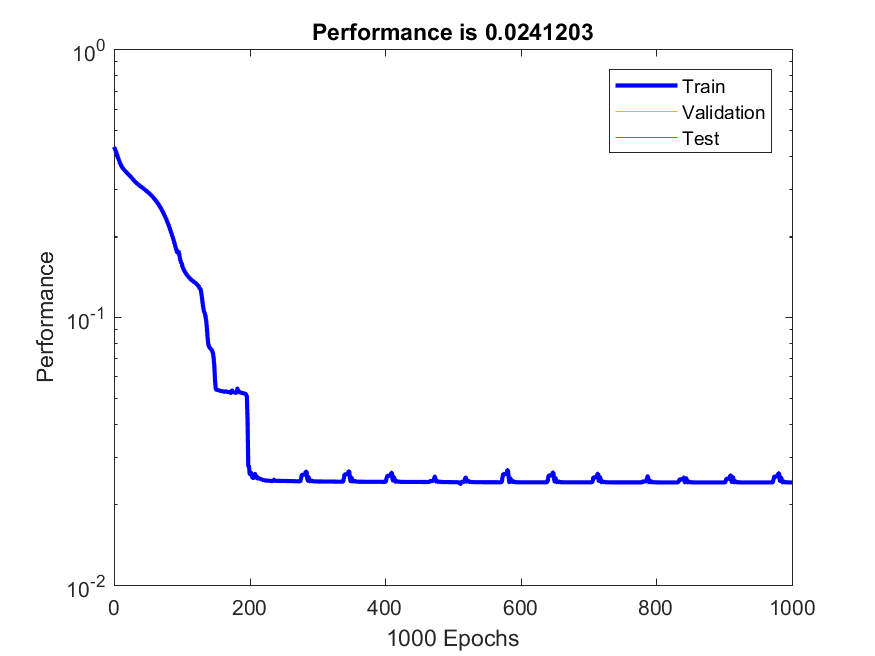 Performance is 0.0241203
10^0
Train
Validation
Test
Performance
10^-1
10^-2
0
200
400
600
800
1000
1000 Epochs